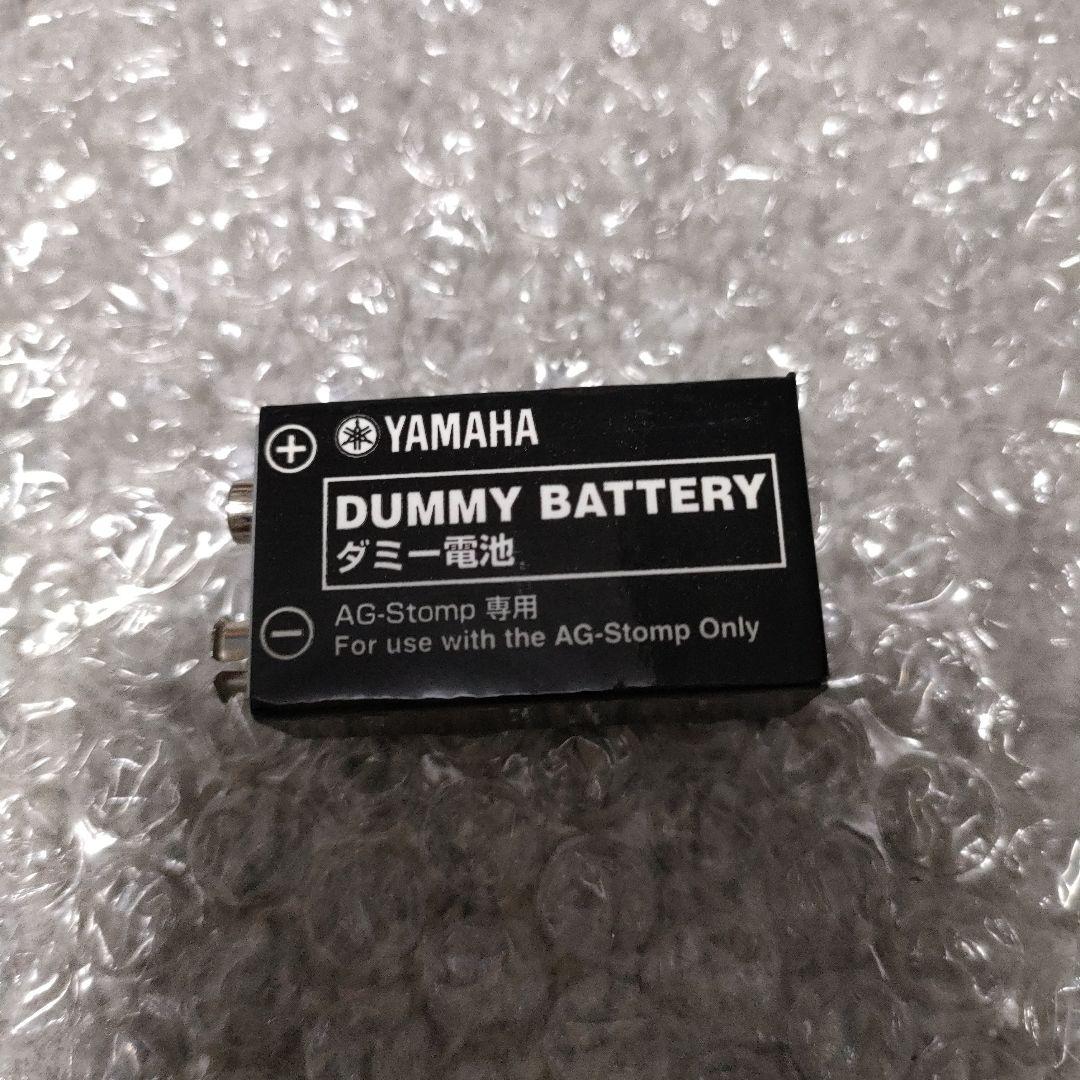 YAMAHA
DUMMY BATTERY
ダミー電池
AG-Stomp 専用
For use with the AG-Stomp Only